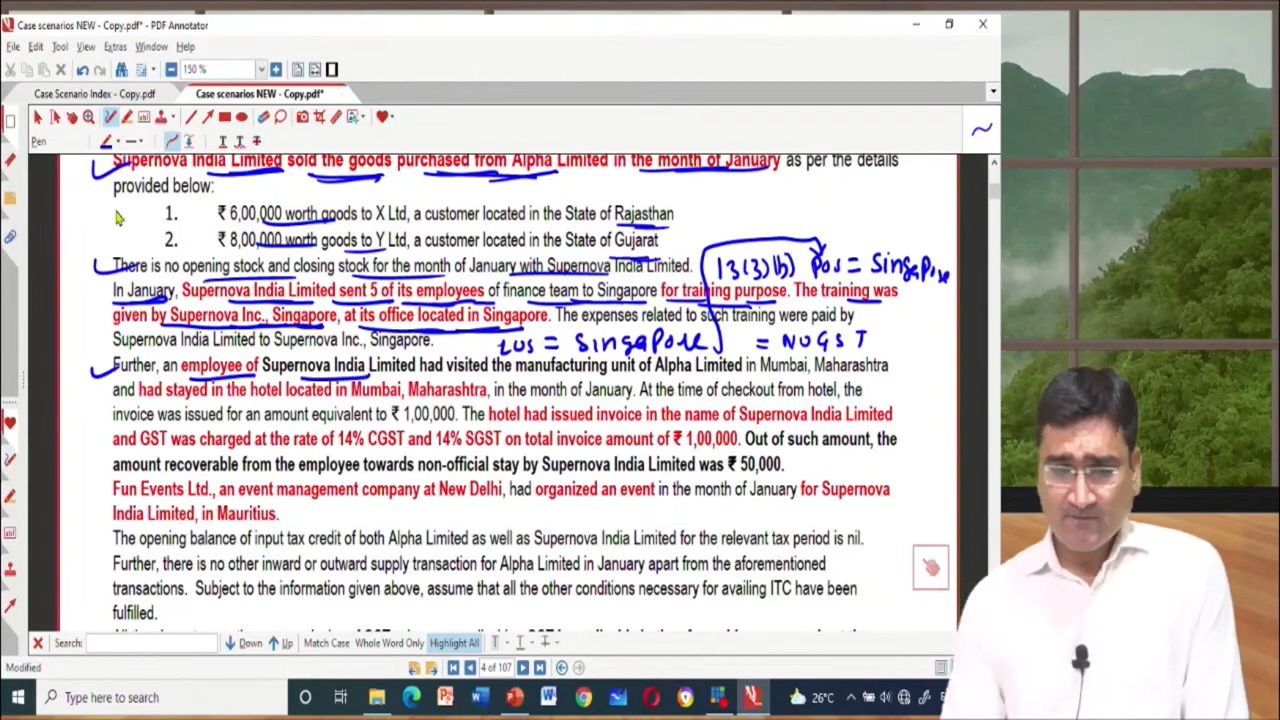 Case scenarios NEW - Copy.pdf* - PDF Annotator
File Edit Tool View Extras Window Help
150 %
Case Scenario Index - Copy.pdf Case scenarios NEW - Copy.pdf*
Pen
Supernova India Limited sold the goods purchased from Alpha Limited in the month of January as per the details
provided below:
1. ₹ 6,00,000 worth goods to X Ltd, a customer located in the State of Rajasthan
2. ₹ 8,00,000 worth goods to Y Ltd, a customer located in the State of Gujarat
There is no opening stock and closing stock for the month of January with Supernova India Limited.
13(3)(b) POS = Singapore
In January, Supernova India Limited sent 5 of its employees of finance team to Singapore for training purpose. The training was
given by Supernova Inc., Singapore, at its office located in Singapore. The expenses related to such training were paid by
Supernova India Limited to Supernova Inc., Singapore.
LOS = Singapore = NO GST
Further, an employee of Supernova India Limited had visited the manufacturing unit of Alpha Limited in Mumbai, Maharashtra
and had stayed in the hotel located in Mumbai, Maharashtra, in the month of January. At the time of checkout from hotel, the
invoice was issued for an amount equivalent to ₹ 1,00,000. The hotel had issued invoice in the name of Supernova India Limited
and GST was charged at the rate of 14% CGST and 14% SGST on total invoice amount of ₹ 1,00,000. Out of such amount, the
amount recoverable from the employee towards non-official stay by Supernova India Limited was ₹ 50,000.
Fun Events Ltd., an event management company at New Delhi, had organized an event in the month of January for Supernova
India Limited, in Mauritius.
The opening balance of input tax credit of both Alpha Limited as well as Supernova India Limited for the relevant tax period is nil.
Further, there is no other inward or outward supply transaction for Alpha Limited in January apart from the aforementioned
transactions. Subject to the information given above, assume that all the other conditions necessary for availing ITC have been
fulfilled.
Search: Down Up Match Case Whole Word Only Highlight All
Modified 4 of 107
Type here to search 26°C